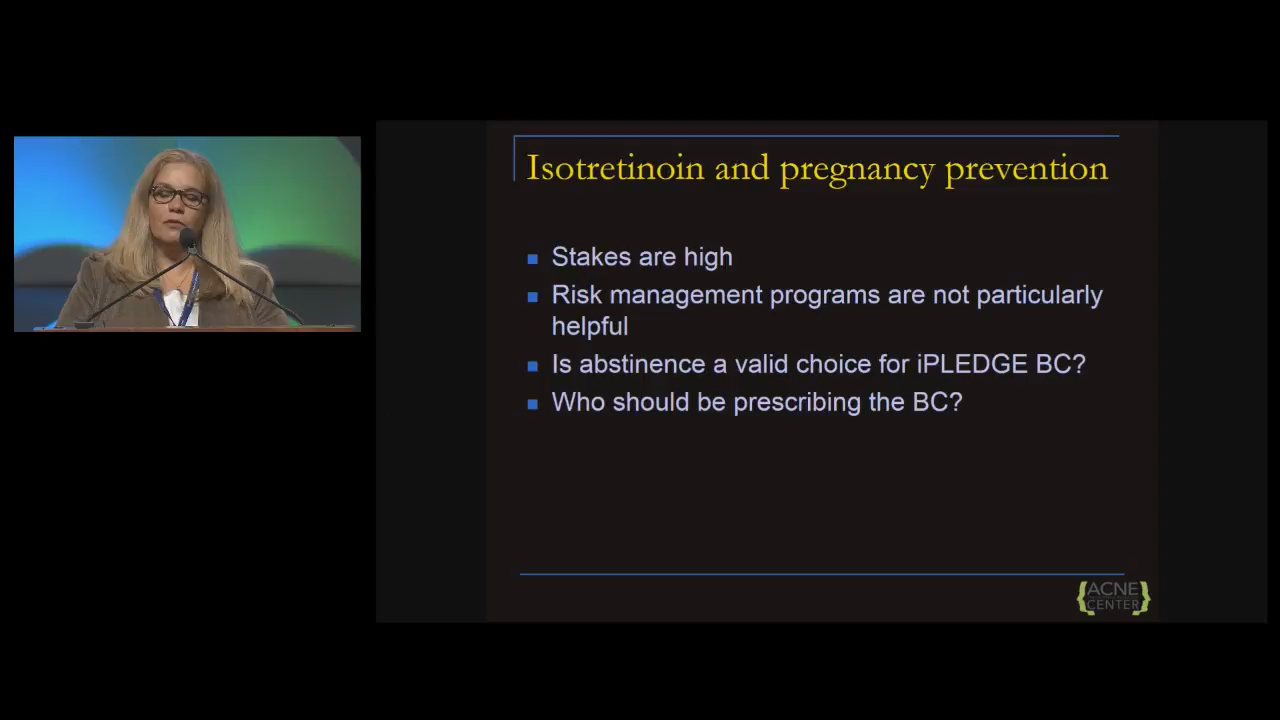 Isotretinoin and pregnancy prevention
Stakes are high
Risk management programs are not particularly
helpful
Is abstinence a valid choice for iPLEDGE BC?
Who should be prescribing the BC?
{ACNE
CENTER}